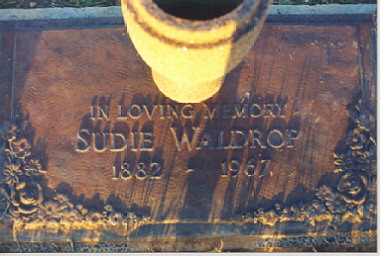 IN LOVING MEMORY
SUDIE WALDROP
1882 - 1967